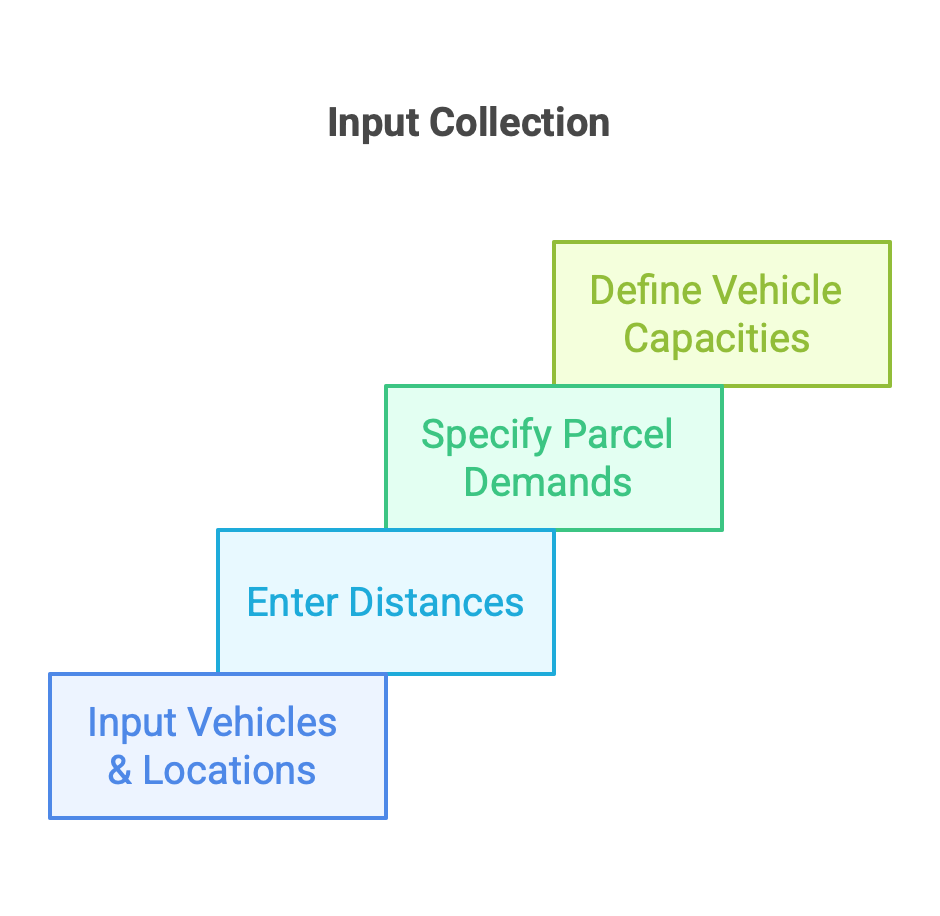 Input Collection
Define Vehicle
Capacities
Specify Parcel
Demands
Enter Distances
Input Vehicles
& Locations